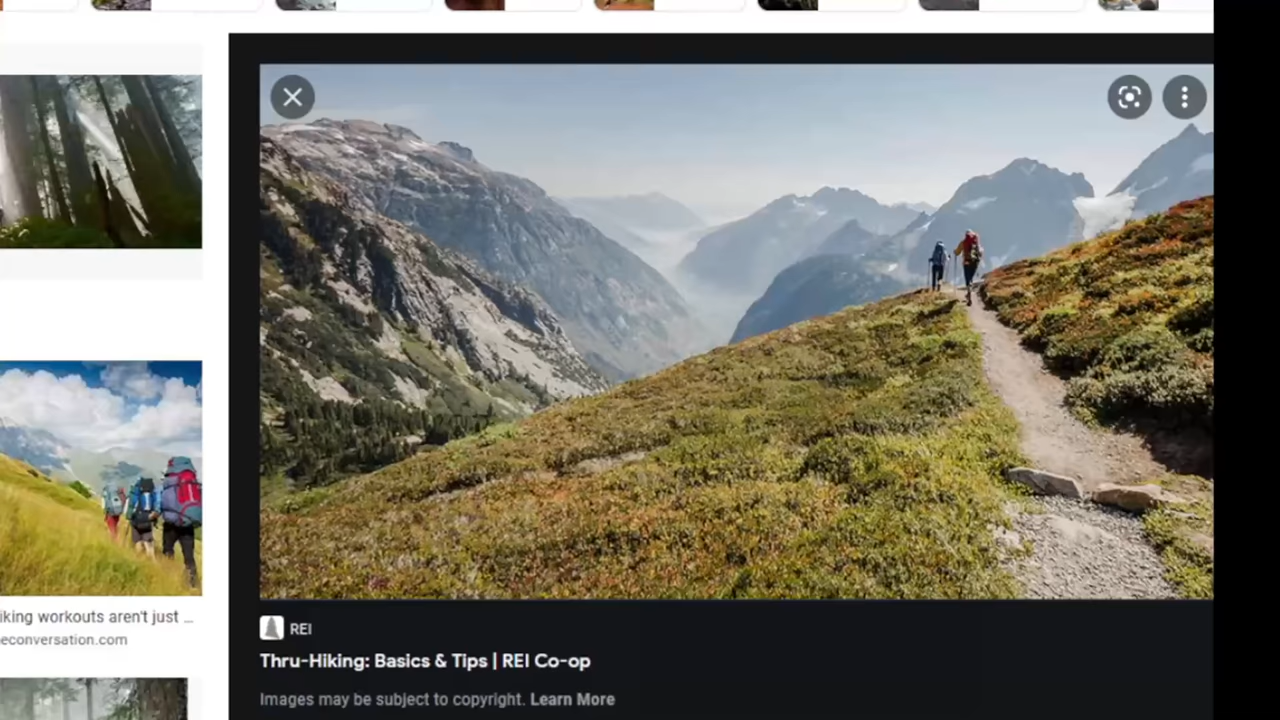 iking workouts aren't just ...
econversation.com
REI
Thru-Hiking: Basics & Tips | REI Co-op
Images may be subject to copyright. Learn More